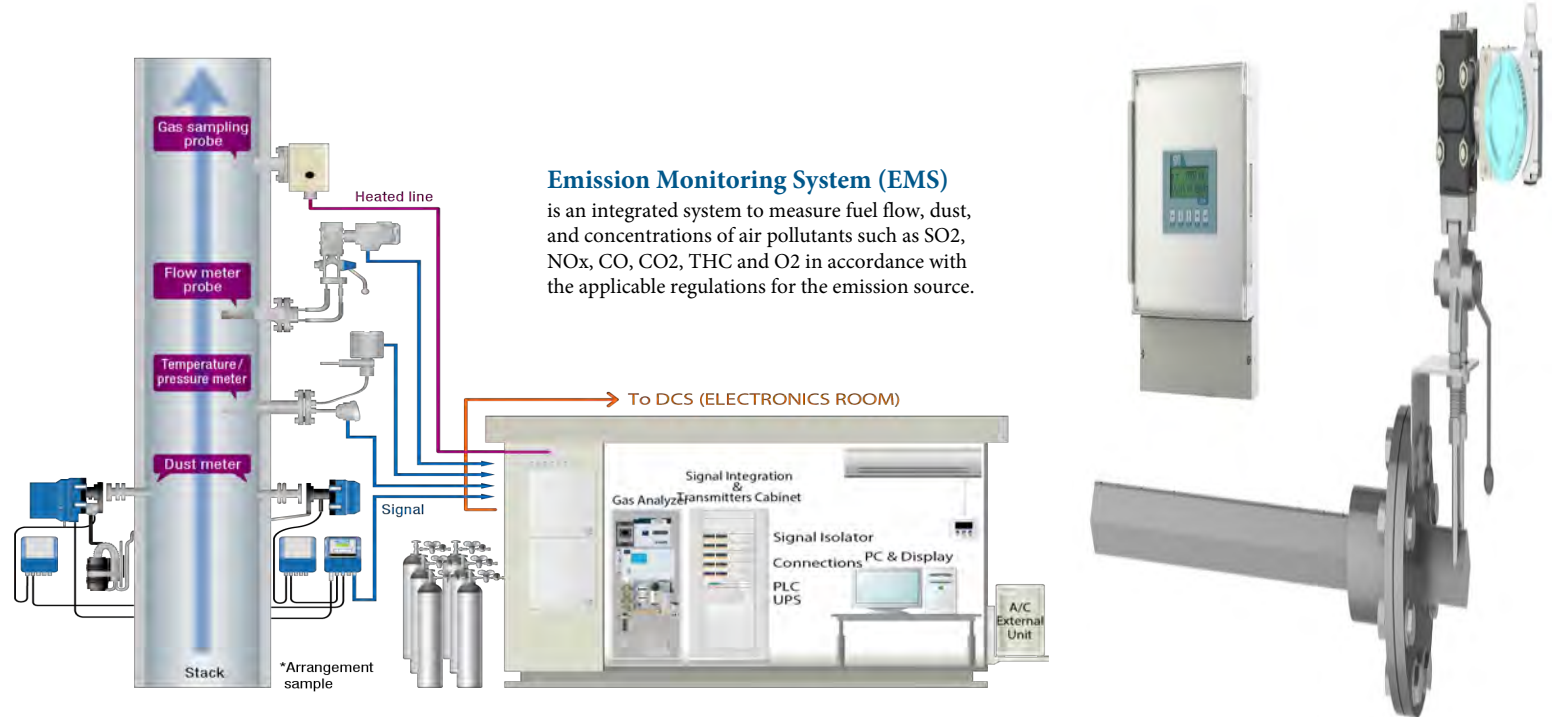 Gas sampling
probe
Heated line
Emission Monitoring System (EMS)
is an integrated system to measure fuel flow, dust,
and concentrations of air pollutants such as SO2,
NOx, CO, CO2, THC and O2 in accordance with
the applicable regulations for the emission source.
Flow meter
probe
Temperature /
pressure meter
To DCS (ELECTRONICS ROOM)
Dust meter
Signal
Signal Integration
&
Transmitters Cabinet
Gas Analyzer
Signal Isolator
Connections
PC & Display
PLC
UPS
A/C
External
Unit
Stack
*Arrangement
sample